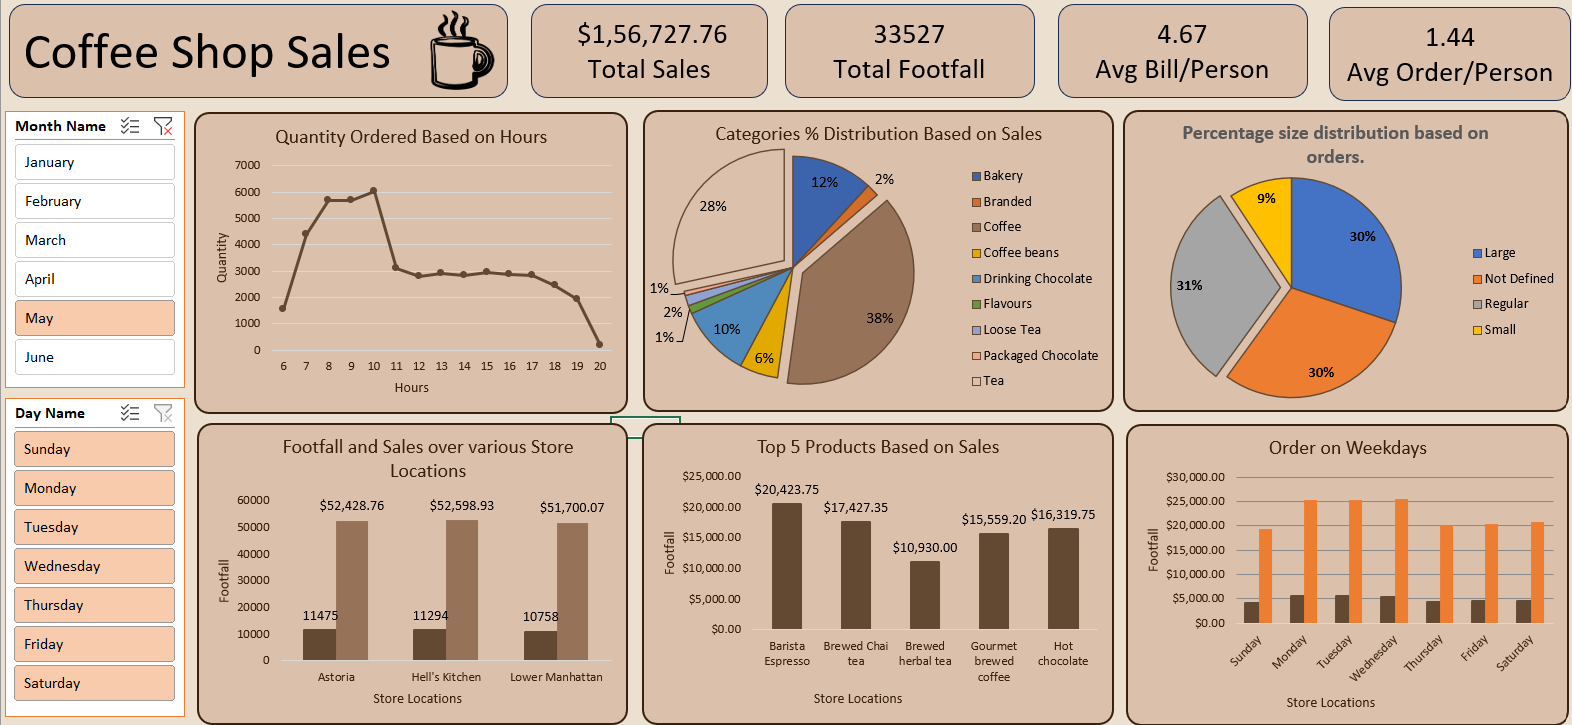 Coffee Shop Sales
$1,56,727.76
Total Sales
33527
Total Footfall
4.67
Avg Bill/Person
1.44
Avg Order/Person
Month Name
January
February
March
April
May
June
Day Name
Sunday
Monday
Tuesday
Wednesday
Thursday
Friday
Saturday
Quantity Ordered Based on Hours
Quantity
7000
6000
5000
4000
3000
2000
1000
0
6 7 8 9 10 11 12 13 14 15 16 17 18 19 20
Hours
Categories % Distribution Based on Sales
12%
2%
38%
6%
10%
1%
2%
1%
28%
Bakery
Branded
Coffee
Coffee beans
Drinking Chocolate
Flavours
Loose Tea
Packaged Chocolate
Tea
Percentage size distribution based on
orders.
30%
30%
31%
9%
Large
Not Defined
Regular
Small
Footfall and Sales over various Store
Locations
Footfall
60000
50000
40000
30000
20000
10000
0
$52,428.76 $52,598.93 $51,700.07
11475 11294 10758
Astoria Hell's Kitchen Lower Manhattan
Store Locations
Top 5 Products Based on Sales
Footfall
$25,000.00
$20,000.00
$15,000.00
$10,000.00
$5,000.00
$0.00
$20,423.75
$17,427.35
$10,930.00
$15,559.20
$16,319.75
Barista
Espresso
Brewed Chai
tea
Brewed
herbal tea
Gourmet
brewed
coffee
Hot
chocolate
Store Locations
Order on Weekdays
Footfall
$30,000.00
$25,000.00
$20,000.00
$15,000.00
$10,000.00
$5,000.00
$0.00
Sunday
Monday
Tuesday
Wednesday
Thursday
Friday
Saturday
Store Locations